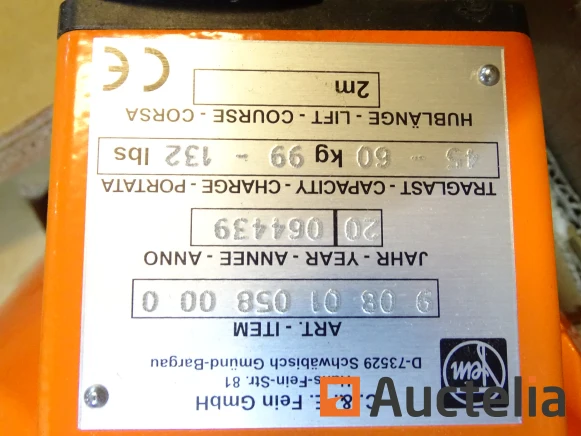 C. & E. Fein GmbH
Hans-Fein-Str. 81
D-73529 Schwäbisch Gmünd-Bargau
fein
ART. - ITEM
9 08 01 058 00 0
JAHR - YEAR - ANNEE - ANNO
20 064439
TRAGLAST - CAPACITY - CHARGE - PORTATA
45 - 60 kg 99 - 132 lbs
HUBLÄNGE - LIFT - COURSE - CORSA
2m
CE
Auctelia